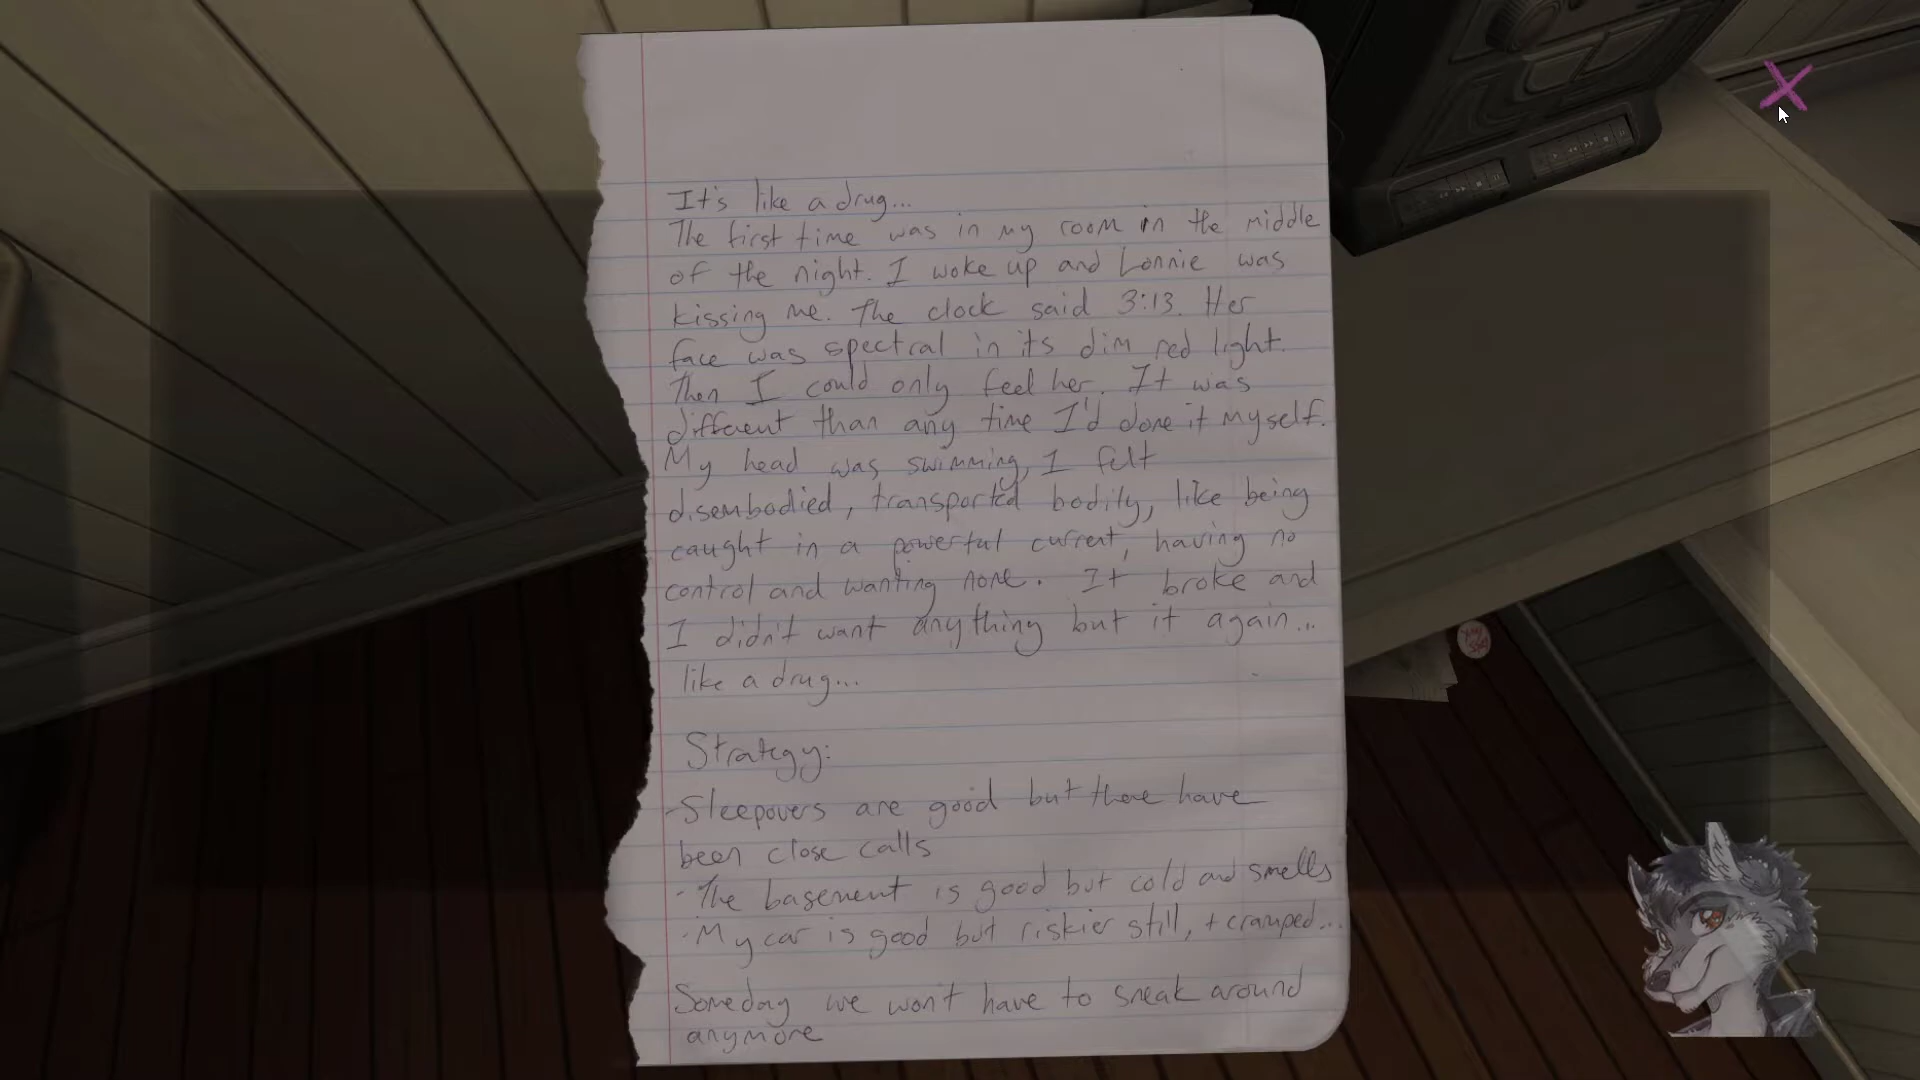 It's like a drug...
The first time was in my room in the middle
of the night. I woke up and Lonnie was
kissing me. The clock said 3:13. Her
face was spectral in its dim red light.
Then I could only feel her. It was
different than any time I'd done it myself.
My head was swimming, I felt
disembodied, transported bodily, like being
caught in a powerful current, having no
control and wanting none. It broke and
I didn't want anything but it again...
like a drug...
Strategy:
-Sleepovers are good but there have
been close calls
-The basement is good but cold and smells
-My car is good but riskier still, + cramped...
Someday we won't have to sneak around
anymore